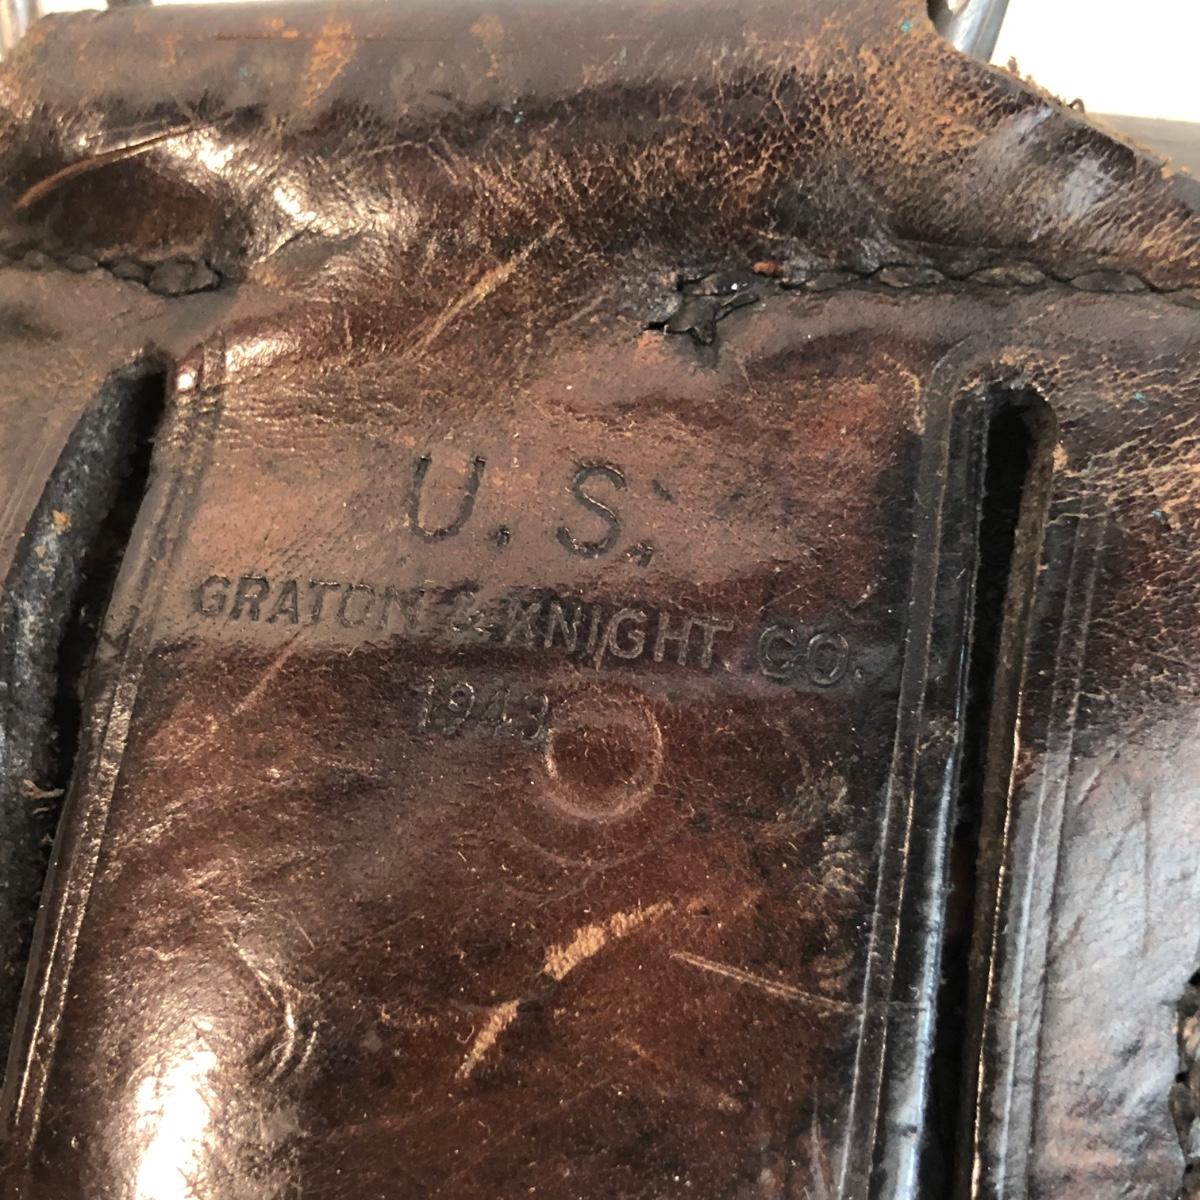 U. S.
GRATON & KNIGHT CO.
1943